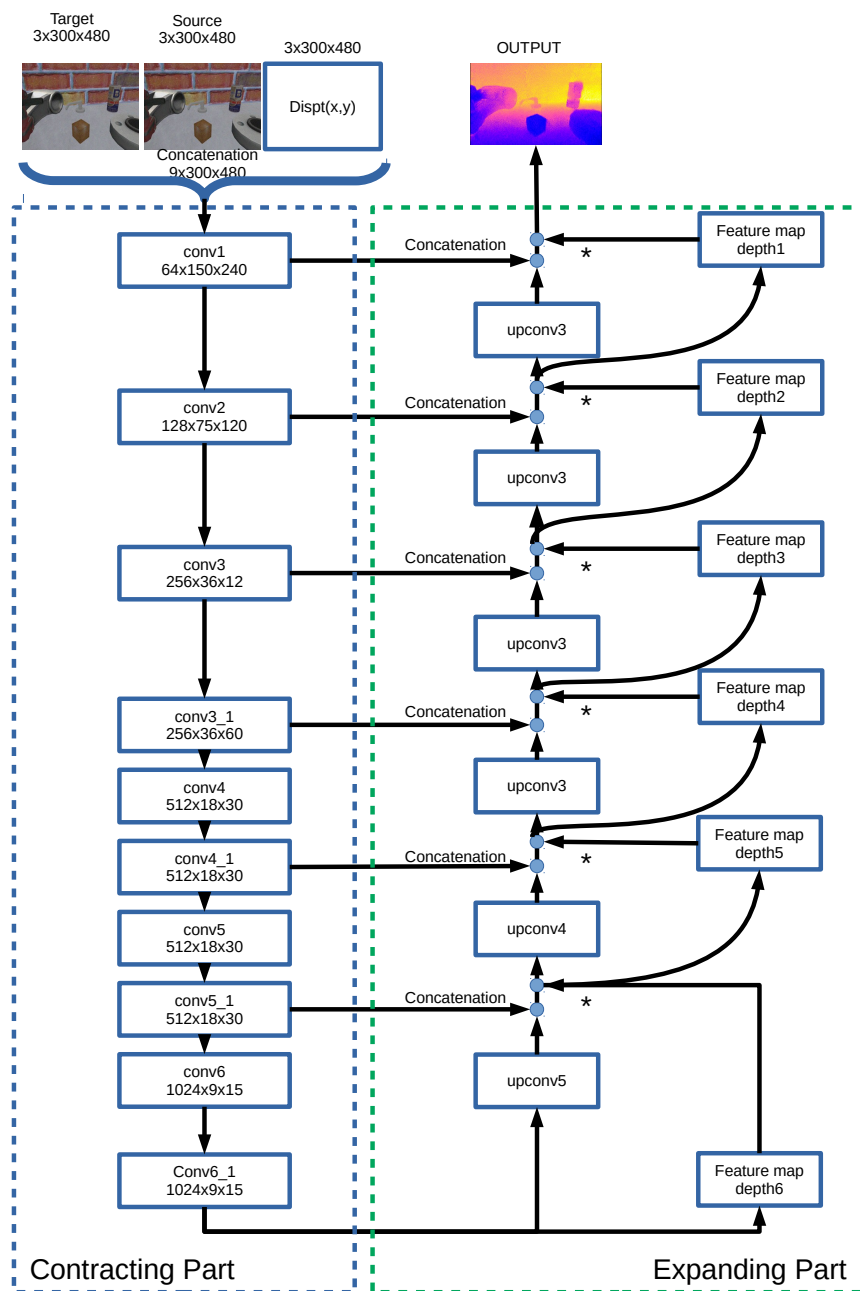 Target
3x300x480
Source
3x300x480
3x300x480
Dispt(x,y)
OUTPUT
Concatenation
9x300x480
conv1
64x150x240
Concatenation
*
Feature map
depth1
upconv3
conv2
128x75x120
Concatenation
*
Feature map
depth2
upconv3
conv3
256x36x12
Concatenation
*
Feature map
depth3
upconv3
conv3_1
256x36x60
Concatenation
*
Feature map
depth4
conv4
512x18x30
upconv3
conv4_1
512x18x30
Concatenation
*
Feature map
depth5
conv5
512x18x30
upconv4
conv5_1
512x18x30
Concatenation
*
conv6
1024x9x15
upconv5
Conv6_1
1024x9x15
Feature map
depth6
Contracting Part
Expanding Part